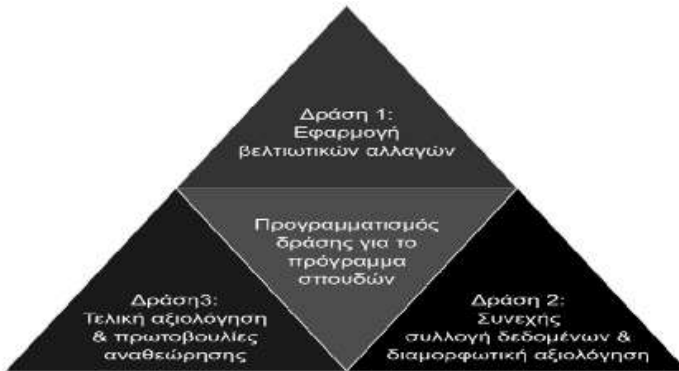 Δράση 1:
Εφαρμογή
βελτιωτικών αλλαγών
Προγραμματισμός
δράσης για το
πρόγραμμα
σπουδών
Δράση3:
Τελική αξιολόγηση
& πρωτοβουλίες
αναθεώρησης
Δράση 2:
Συνεχής
συλλογή δεδομένων &
διαμορφωτική αξιολόγηση